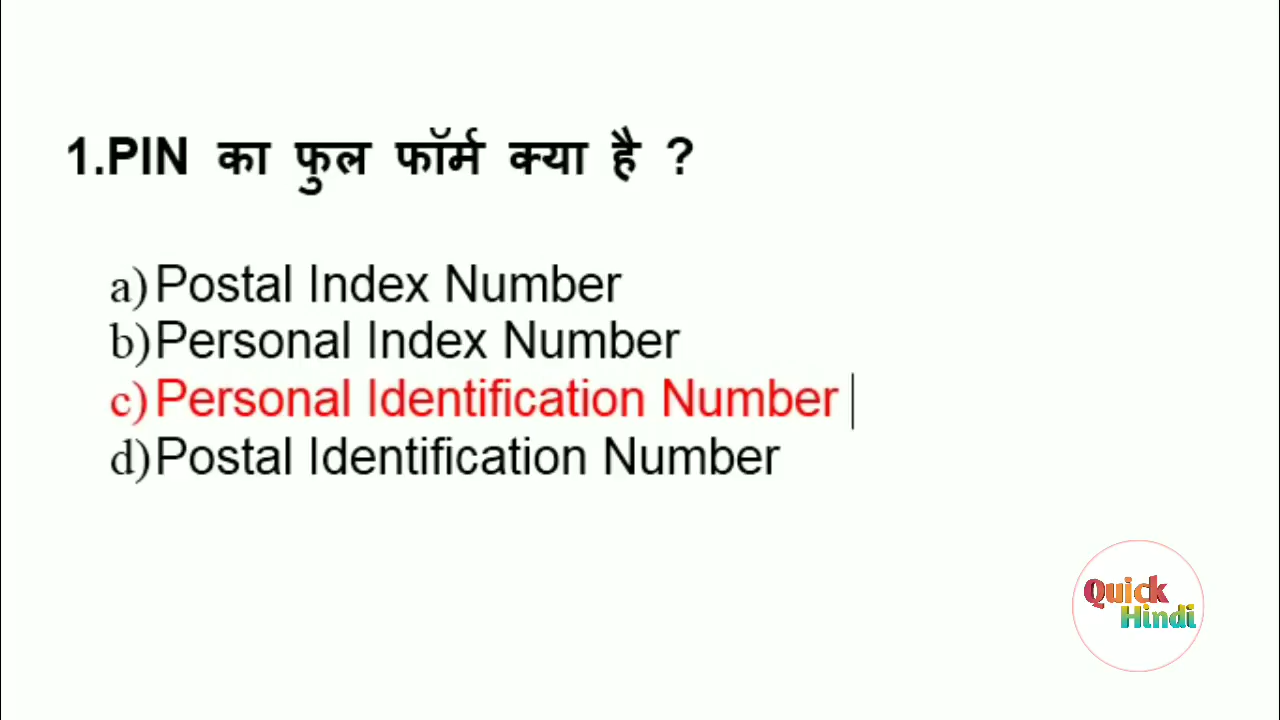 1.PIN का फुल फॉर्म क्या है ?
a)Postal Index Number
b)Personal Index Number
c)Personal Identification Number
d)Postal Identification Number
Quick
Hindi